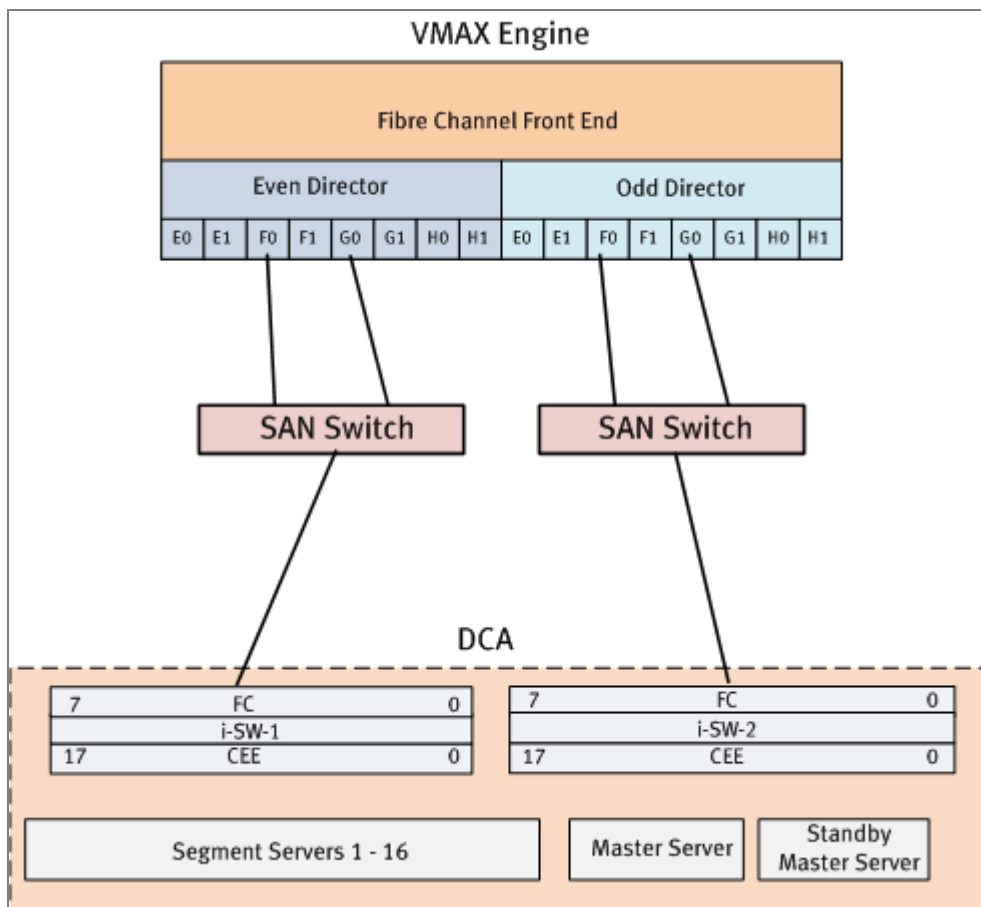 VMAX Engine
Fibre Channel Front End
Even Director
Odd Director
E0 E1 F0 F1 G0 G1 H0 H1 E0 E1 F0 F1 G0 G1 H0 H1
SAN Switch
SAN Switch
DCA
7 FC 0
i-SW-1
17 CEE 0
7 FC 0
i-SW-2
17 CEE 0
Segment Servers 1 - 16
Master Server
Standby
Master Server